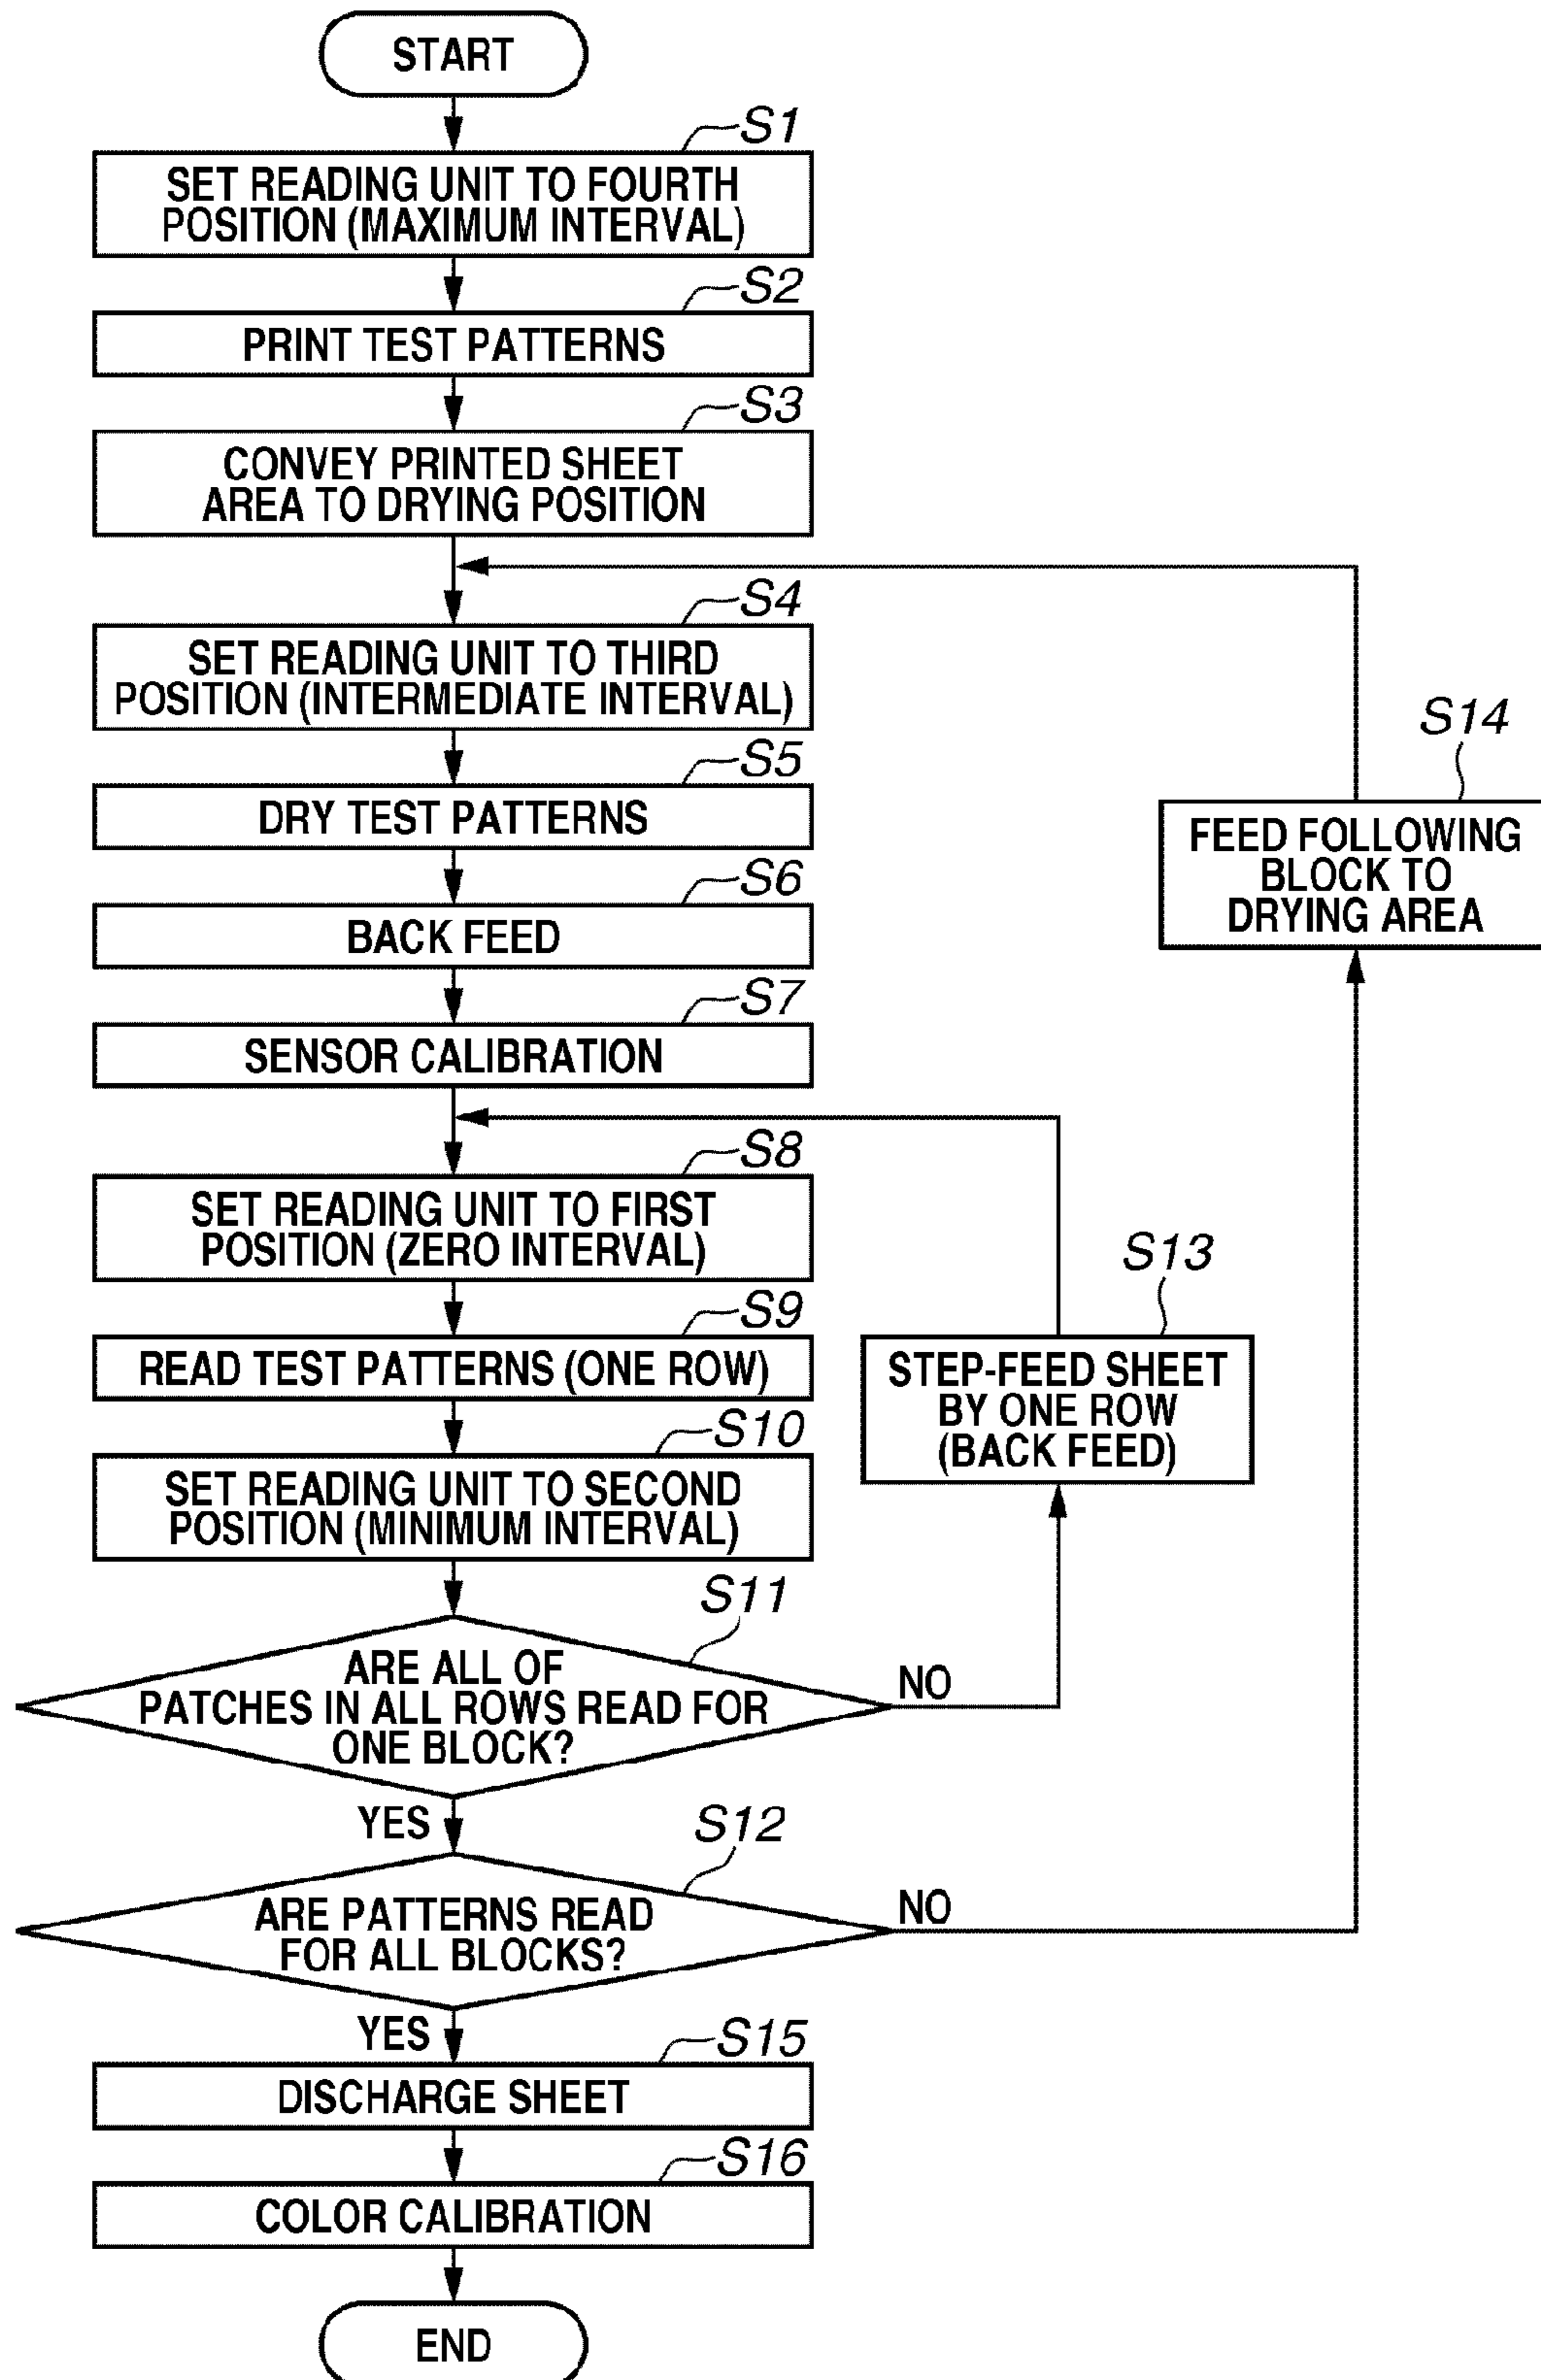 START
S1
SET READING UNIT TO FOURTH
POSITION (MAXIMUM INTERVAL)
S2
PRINT TEST PATTERNS
S3
CONVEY PRINTED SHEET
AREA TO DRYING POSITION
S4
SET READING UNIT TO THIRD
POSITION (INTERMEDIATE INTERVAL)
S5
DRY TEST PATTERNS
S14
FEED FOLLOWING
BLOCK TO
DRYING AREA
S6
BACK FEED
S7
SENSOR CALIBRATION
S8
SET READING UNIT TO FIRST
POSITION (ZERO INTERVAL)
S9
READ TEST PATTERNS (ONE ROW)
S13
STEP-FEED SHEET
BY ONE ROW
(BACK FEED)
S10
SET READING UNIT TO SECOND
POSITION (MINIMUM INTERVAL)
S11
ARE ALL OF
PATCHES IN ALL ROWS READ FOR
ONE BLOCK?
NO
YES
S12
ARE PATTERNS READ
FOR ALL BLOCKS?
NO
YES
S15
DISCHARGE SHEET
S16
COLOR CALIBRATION
END